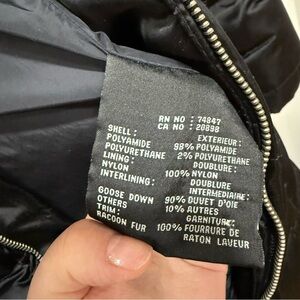 RN NO : 74847
CA NO : 20898
SHELL : EXTERIEUR:
POLYAMIDE 98% POLYAMIDE
POLYURETHANE 2% POLYURETHANE
LINING : DOUBLURE:
NYLON 100% NYLON
INTERLINING : DOUBLURE
INTERMEDIAIRE:
GOOSE DOWN 90% DUVET D'OIE
OTHERS 10% AUTRES
TRIM: GARNITURE:
RACOON FUR 100% FOURRURE DE
RATON LAVEUR